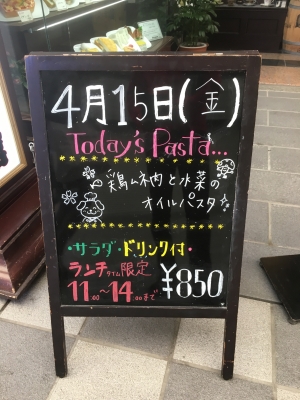 4月15日(金)
Today's Pasta...
鶏ムネ肉と水菜の
オイルパスタ
・サラダ・ドリンク付・
ランチタイム限定
11:00〜14:00まで ¥850